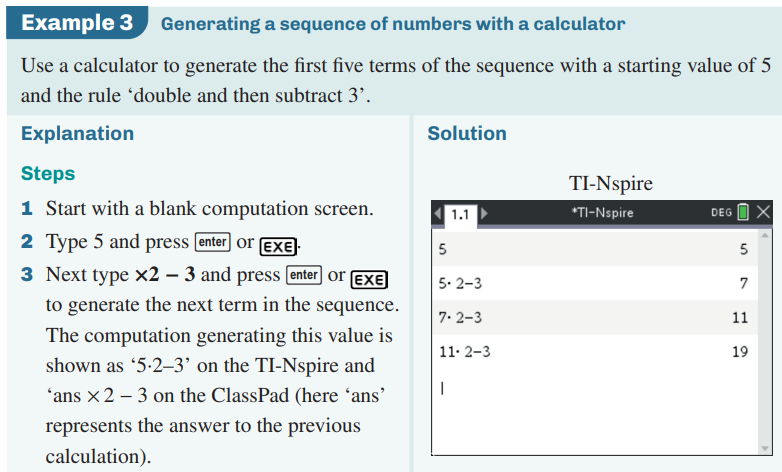 Example 3 Generating a sequence of numbers with a calculator
Use a calculator to generate the first five terms of the sequence with a starting value of 5
and the rule ‘double and then subtract 3’.
Explanation
Steps
1 Start with a blank computation screen.
2 Type 5 and press enter or EXE.
3 Next type ×2 − 3 and press enter or EXE
to generate the next term in the sequence.
The computation generating this value is
shown as ‘5·2–3’ on the TI-Nspire and
‘ans × 2 − 3 on the ClassPad (here ‘ans’
represents the answer to the previous
calculation).
Solution
TI-Nspire
1.1 *TI-Nspire DEG
5 5
5· 2–3 7
7· 2–3 11
11· 2–3 19